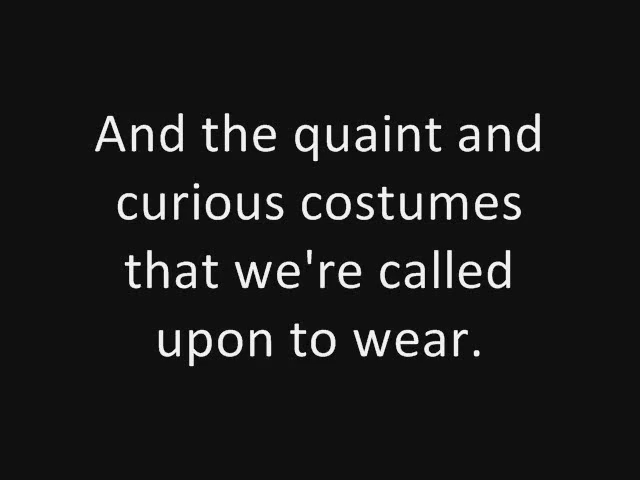 And the quaint and
curious costumes
that we're called
upon to wear.